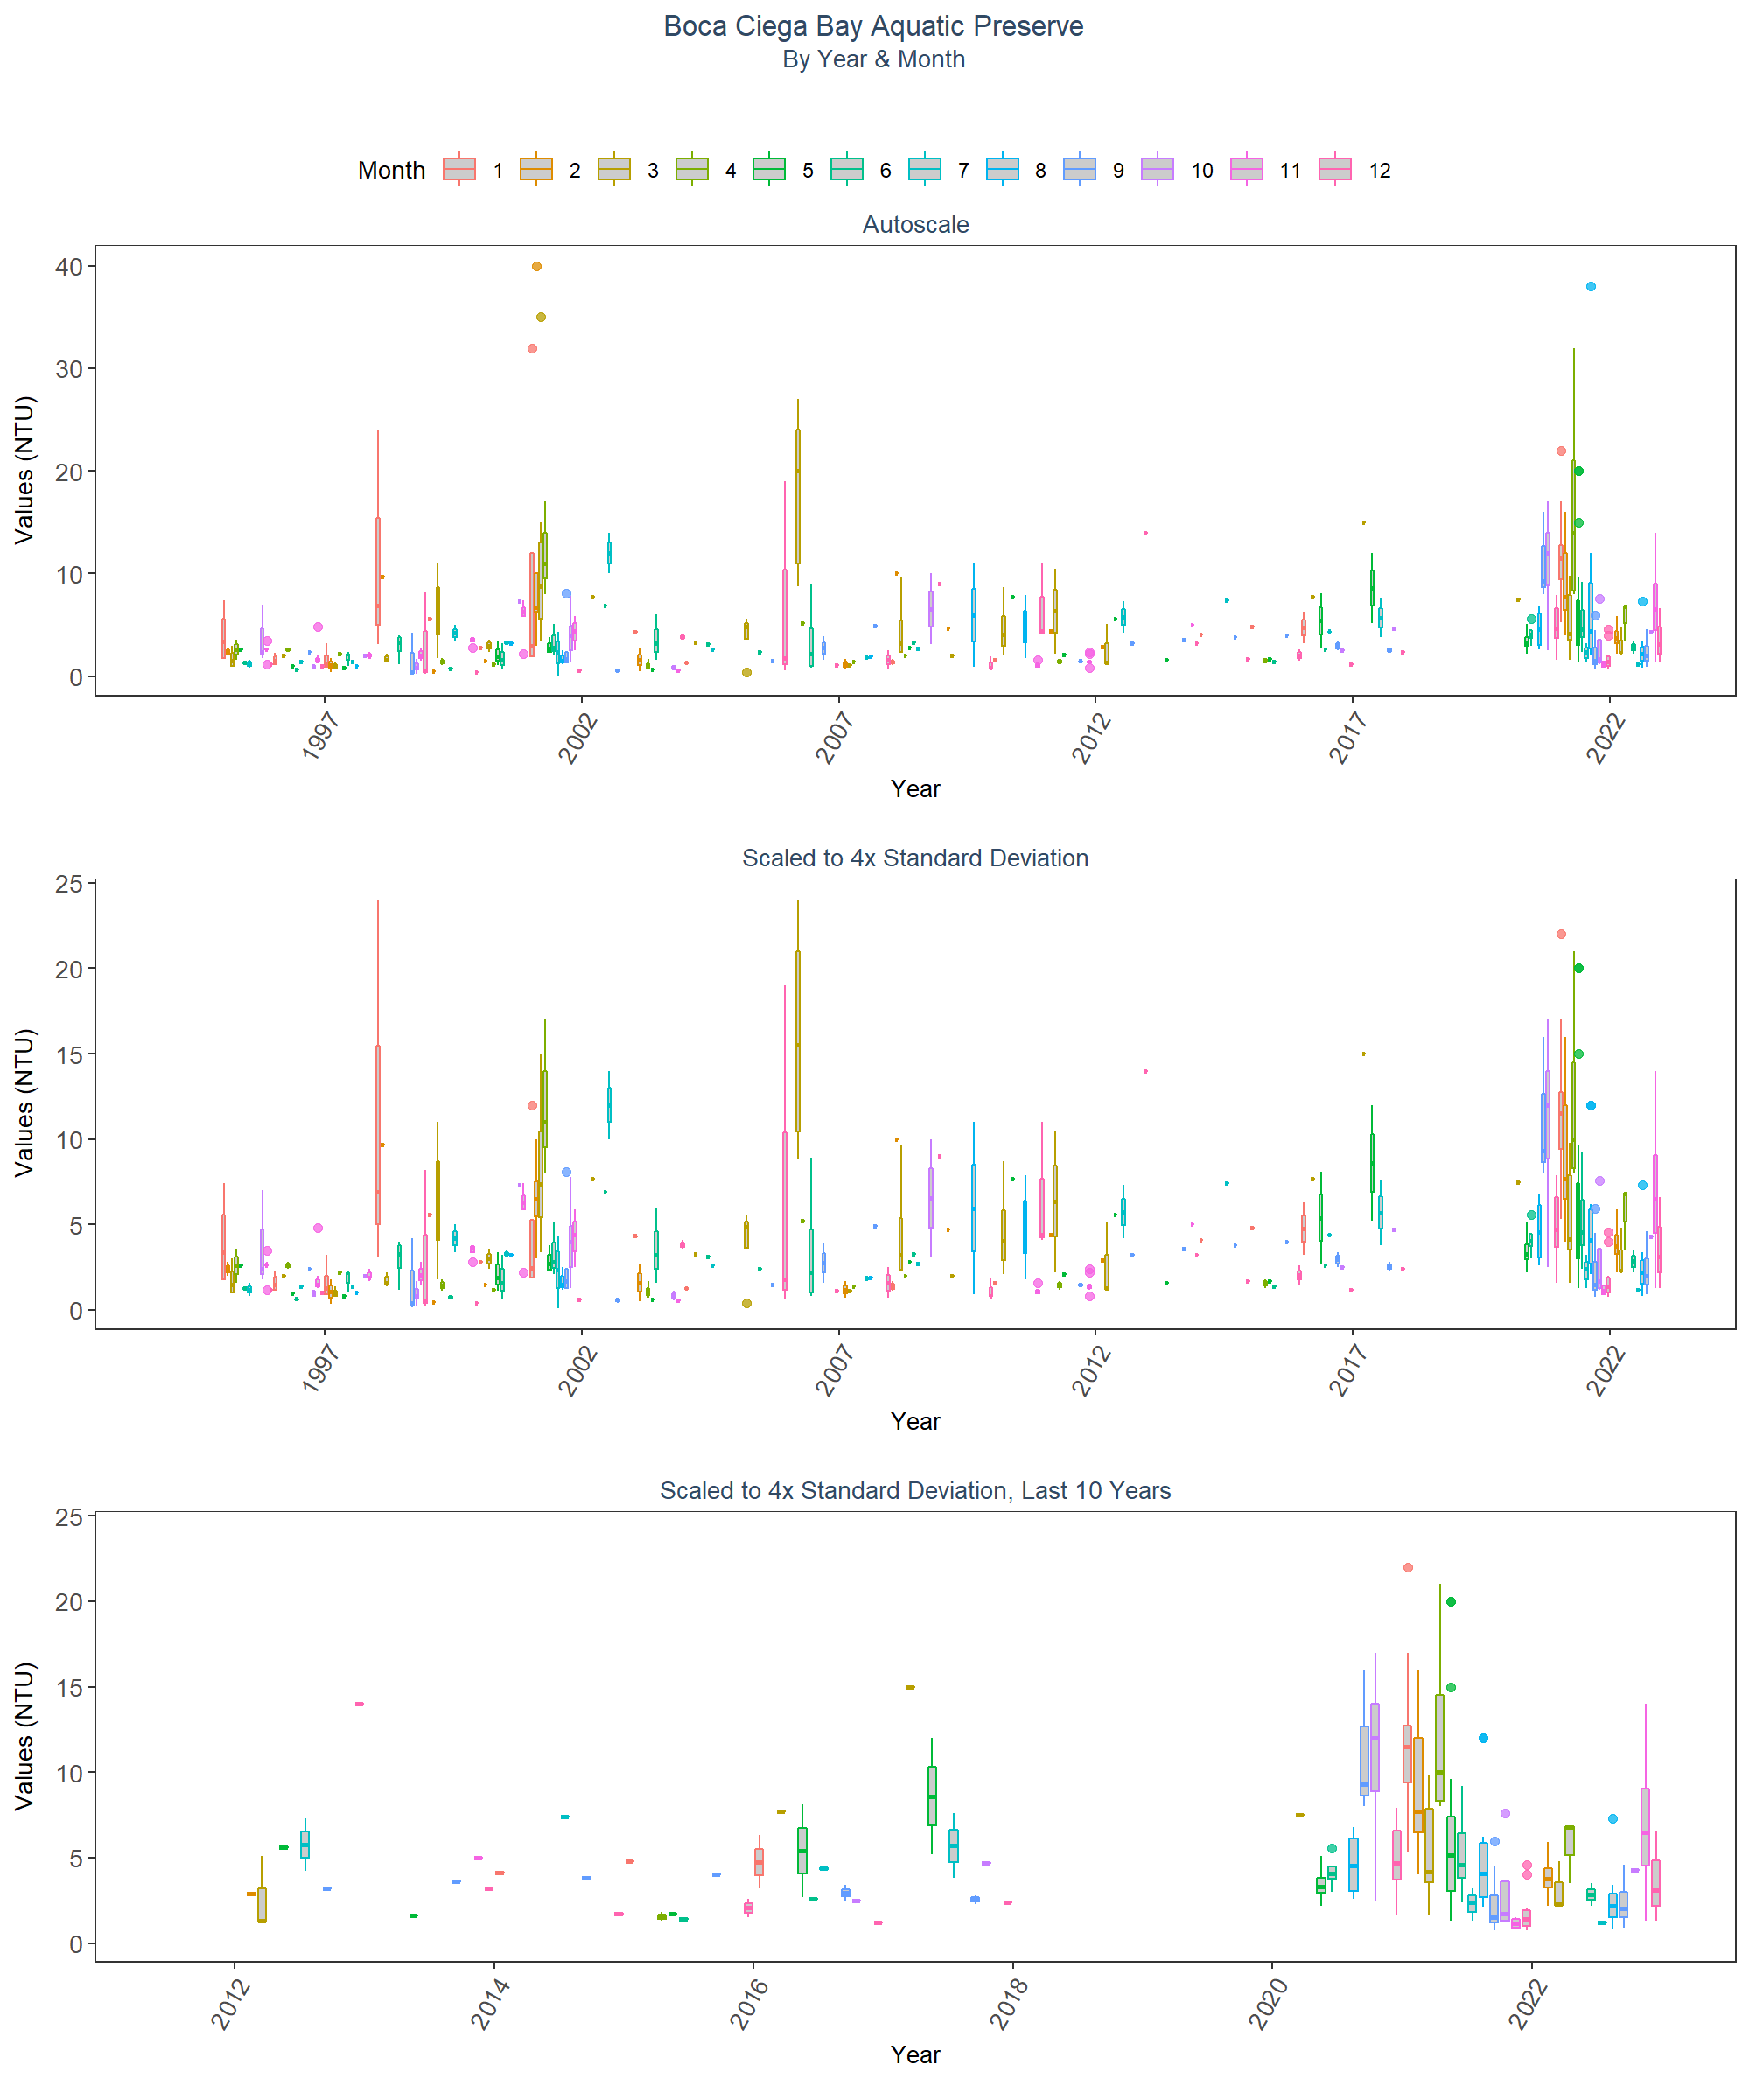 Boca Ciega Bay Aquatic Preserve
By Year & Month
Month 1 2 3 4 5 6 7 8 9 10 11 12
Autoscale
Values (NTU)
40
30
20
10
0
1997 2002 2007 2012 2017 2022
Year
Scaled to 4x Standard Deviation
Values (NTU)
25
20
15
10
5
0
1997 2002 2007 2012 2017 2022
Year
Scaled to 4x Standard Deviation, Last 10 Years
Values (NTU)
25
20
15
10
5
0
2012 2014 2016 2018 2020 2022
Year